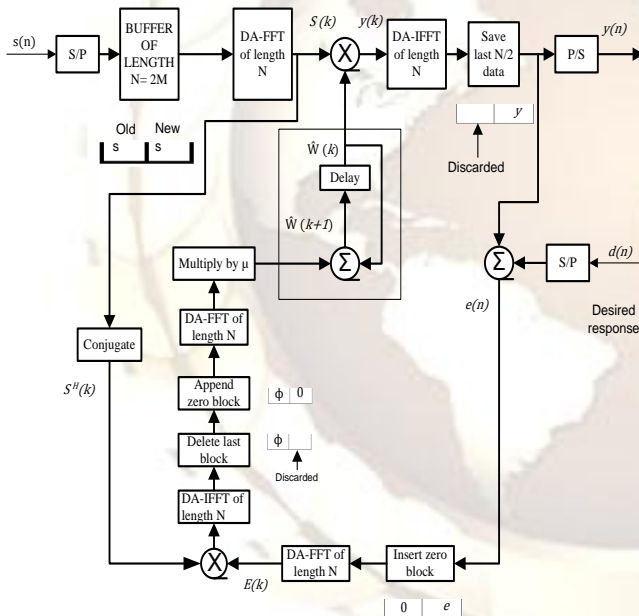 s(n)
S/P
BUFFER
OF
LENGTH
N= 2M
DA-FFT
of length
N
S(k)
X
y(k)
DA-IFFT
of length
N
Save
last N/2
data
P/S
y(n)
Old
New
s
s
y
Discarded
Ŵ (k)
Delay
Ŵ (k+1)
Multiply by μ
Σ
Σ
S/P
d(n)
e(n)
Desired
response
DA-FFT of
length N
Conjugate
S^H(k)
Append
zero block
ϕ
0
Delete last
block
ϕ
Discarded
DA-IFFT of
length N
X
E(k)
DA-FFT of
length N
Insert zero
block
0
e